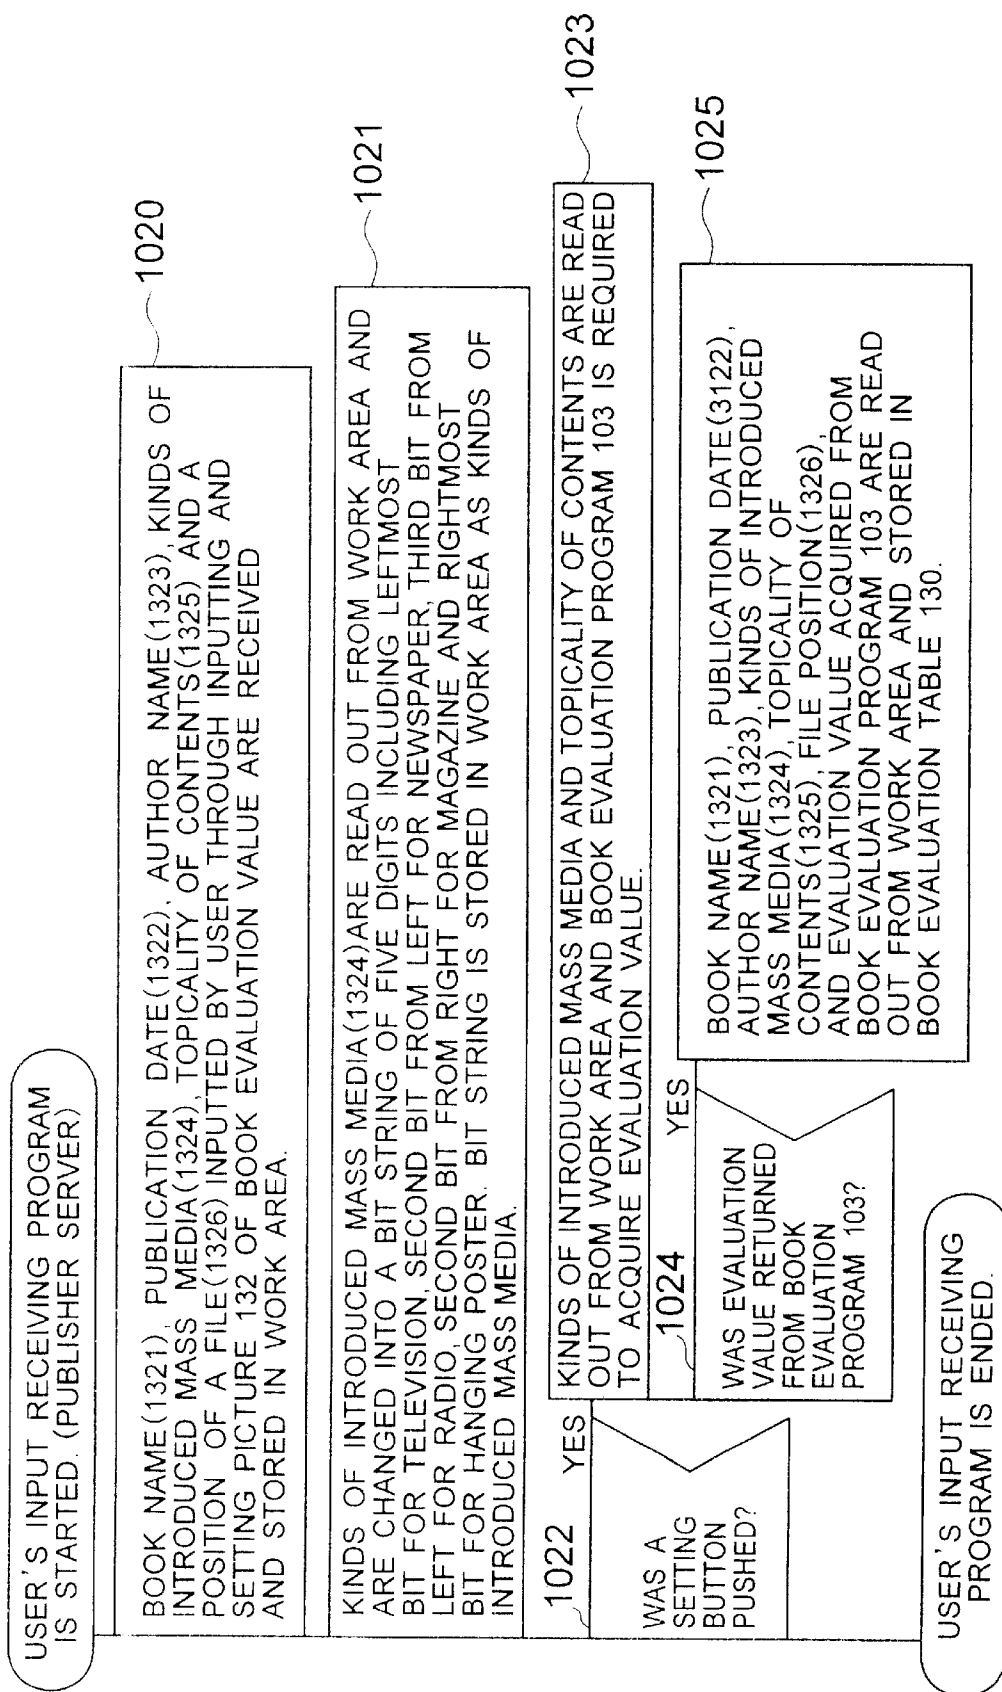 USER'S INPUT RECEIVING PROGRAM
IS STARTED. (PUBLISHER SERVER)
1020
BOOK NAME(1321), PUBLICATION DATE(1322), AUTHOR NAME(1323), KINDS OF
INTRODUCED MASS MEDIA(1324), TOPICALITY OF CONTENTS(1325) AND A
POSITION OF A FILE(1326) INPUTTED BY USER THROUGH INPUTTING AND
SETTING PICTURE 132 OF BOOK EVALUATION VALUE ARE RECEIVED
AND STORED IN WORK AREA.
1021
KINDS OF INTRODUCED MASS MEDIA(1324)ARE READ OUT FROM WORK AREA AND
ARE CHANGED INTO A BIT STRING OF FIVE DIGITS INCLUDING LEFTMOST
BIT FOR TELEVISION, SECOND BIT FROM LEFT FOR NEWSPAPER, THIRD BIT FROM
LEFT FOR RADIO, SECOND BIT FROM RIGHT FOR MAGAZINE AND RIGHTMOST
BIT FOR HANGING POSTER. BIT STRING IS STORED IN WORK AREA AS KINDS OF
INTRODUCED MASS MEDIA.
1022
WAS A
SETTING
BUTTON
PUSHED?
YES
1023
KINDS OF INTRODUCED MASS MEDIA AND TOPICALITY OF CONTENTS ARE READ
OUT FROM WORK AREA AND BOOK EVALUATION PROGRAM 103 IS REQUIRED
TO ACQUIRE EVALUATION VALUE.
1024
WAS EVALUATION
VALUE RETURNED
FROM BOOK
EVALUATION
PROGRAM 103?
YES
1025
BOOK NAME(1321), PUBLICATION DATE(3122),
AUTHOR NAME(1323), KINDS OF INTRODUCED
MASS MEDIA(1324), TOPICALITY OF
CONTENTS(1325), FILE POSITION(1326),
AND EVALUATION VALUE ACQUIRED FROM
BOOK EVALUATION PROGRAM 103 ARE READ
OUT FROM WORK AREA AND STORED IN
BOOK EVALUATION TABLE 130.
USER'S INPUT RECEIVING
PROGRAM IS ENDED.